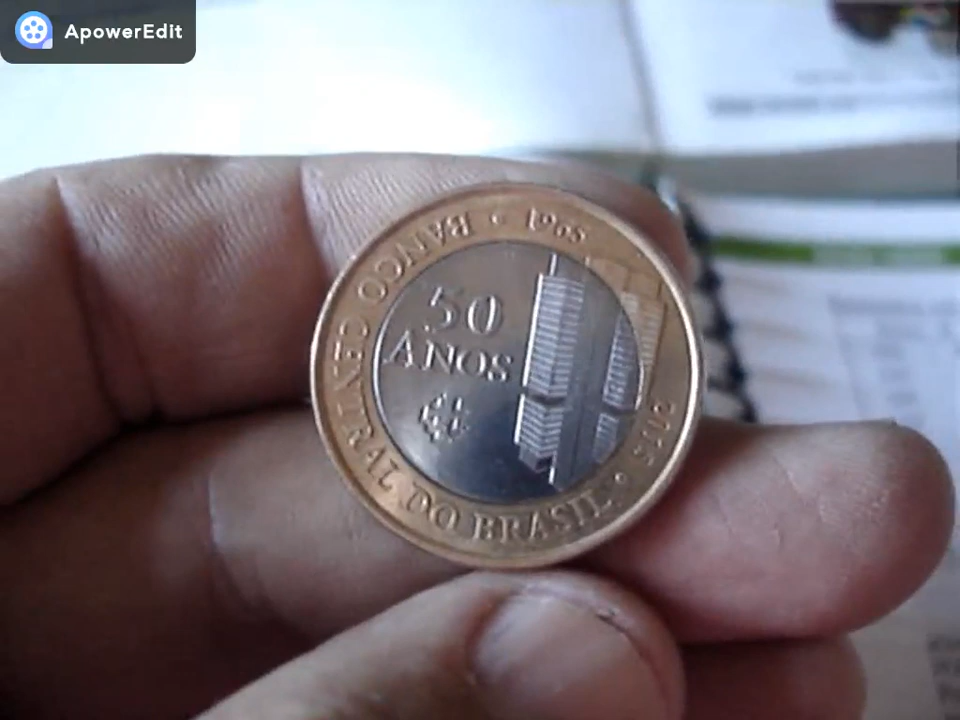 ApowerEdit
50
ANOS
BANCO CENTRAL DO BRASIL
1965
2015